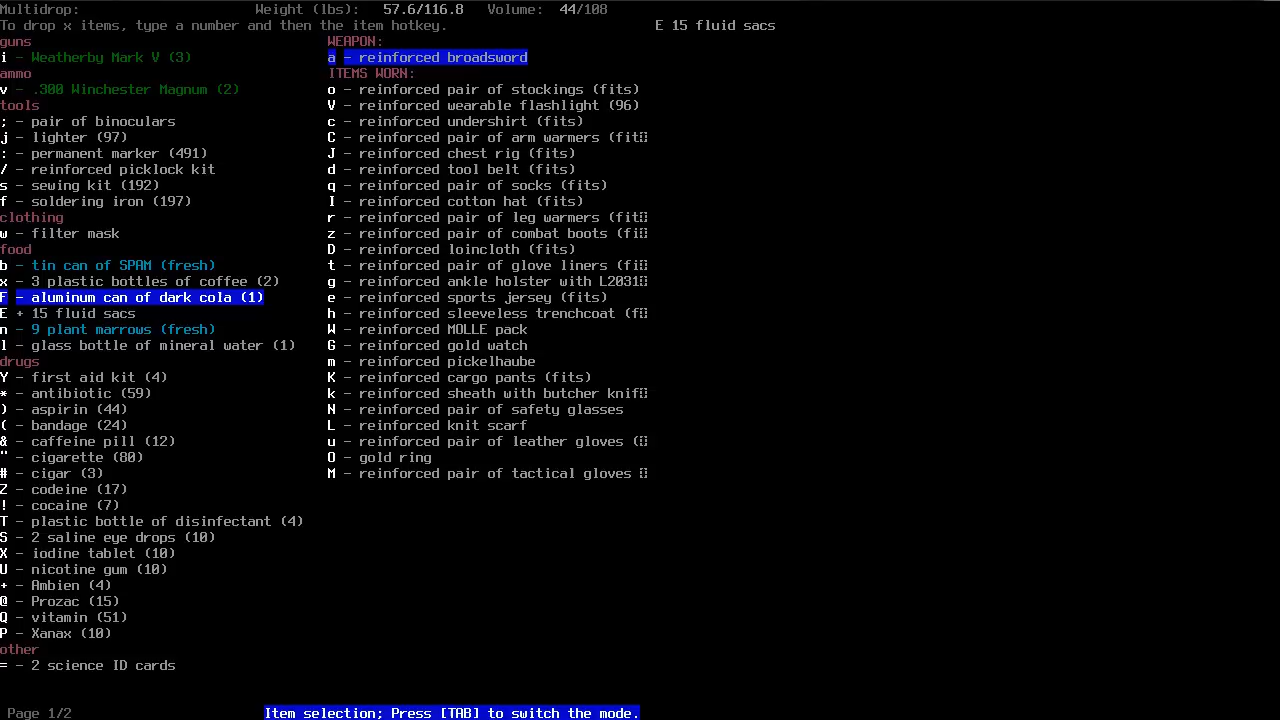 Multidrop: Weight (lbs): 57.6/116.8 Volume: 44/108
To drop x items, type a number and then the item hotkey. E 15 fluid sacs
guns
i - Weatherby Mark V (3)
ammo
v - .300 Winchester Magnum (2)
tools
; - pair of binoculars
j - lighter (97)
: - permanent marker (491)
/ - reinforced picklock kit
s - sewing kit (192)
f - soldering iron (197)
clothing
w - filter mask
food
b - tin can of SPAM (fresh)
x - 3 plastic bottles of coffee (2)
F - aluminum can of dark cola (1)
E + 15 fluid sacs
n - 9 plant marrows (fresh)
l - glass bottle of mineral water (1)
drugs
Y - first aid kit (4)
* - antibiotic (59)
) - aspirin (44)
( - bandage (24)
& - caffeine pill (12)
" - cigarette (80)
# - cigar (3)
Z - codeine (17)
! - cocaine (7)
T - plastic bottle of disinfectant (4)
S - 2 saline eye drops (10)
X - iodine tablet (10)
U - nicotine gum (10)
+ - Ambien (4)
@ - Prozac (15)
Q - vitamin (51)
P - Xanax (10)
other
= - 2 science ID cards
WEAPON:
a - reinforced broadsword
ITEMS WORN:
o - reinforced pair of stockings (fits)
V - reinforced wearable flashlight (96)
c - reinforced undershirt (fits)
C - reinforced pair of arm warmers (fit
J - reinforced chest rig (fits)
d - reinforced tool belt (fits)
q - reinforced pair of socks (fits)
I - reinforced cotton hat (fits)
r - reinforced pair of leg warmers (fit
z - reinforced pair of combat boots (fi
D - reinforced loincloth (fits)
t - reinforced pair of glove liners (fi
g - reinforced ankle holster with L2031
e - reinforced sports jersey (fits)
h - reinforced sleeveless trenchcoat (f
W - reinforced MOLLE pack
G - reinforced gold watch
m - reinforced pickelhaube
K - reinforced cargo pants (fits)
k - reinforced sheath with butcher knif
N - reinforced pair of safety glasses
L - reinforced knit scarf
u - reinforced pair of leather gloves (
O - gold ring
M - reinforced pair of tactical gloves
Page 1/2 Item selection; Press [TAB] to switch the mode.